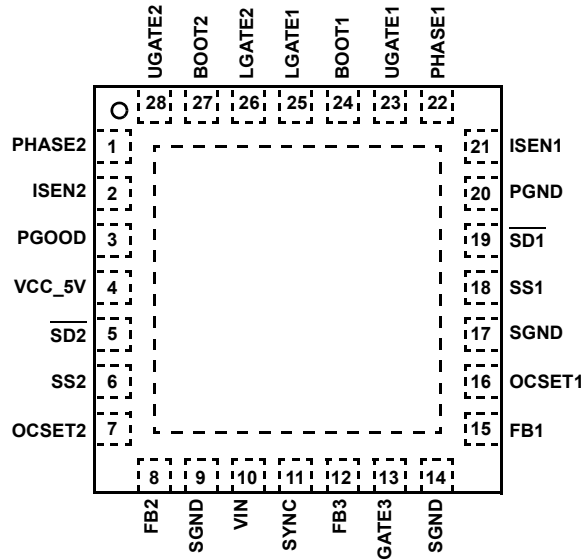 UGATE2 BOOT2 LGATE2 LGATE1 BOOT1 UGATE1 PHASE1
28 27 26 25 24 23 22
PHASE2 1 21 ISEN1
ISEN2 2 20 PGND
PGOOD 3 19 SD1
VCC_5V 4 18 SS1
SD2 5 17 SGND
SS2 6 16 OCSET1
OCSET2 7 15 FB1
8 9 10 11 12 13 14
FB2 SGND VIN SYNC FB3 GATE3 SGND